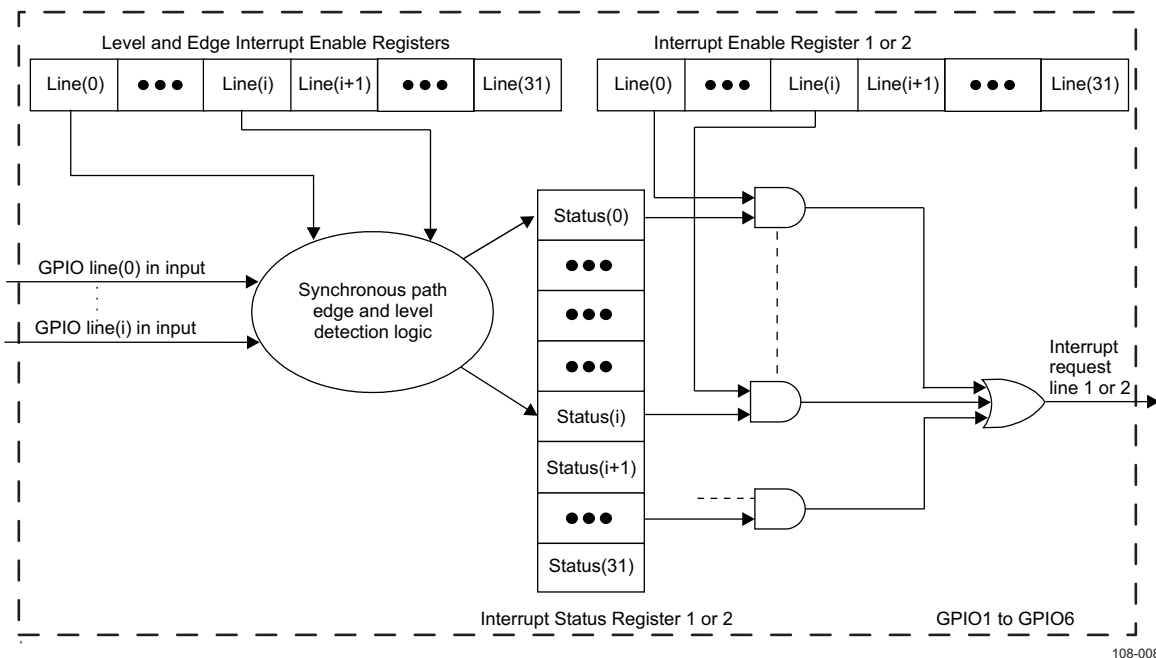 Level and Edge Interrupt Enable Registers
Interrupt Enable Register 1 or 2
Line(0) ●●● Line(i) Line(i+1) ●●● Line(31)
Line(0) ●●● Line(i) Line(i+1) ●●● Line(31)
GPIO line(0) in input
GPIO line(i) in input
Synchronous path
edge and level
detection logic
Status(0)
●●●
●●●
●●●
Status(i)
Status(i+1)
●●●
Status(31)
Interrupt
request
line 1 or 2
Interrupt Status Register 1 or 2
GPIO1 to GPIO6
108-008